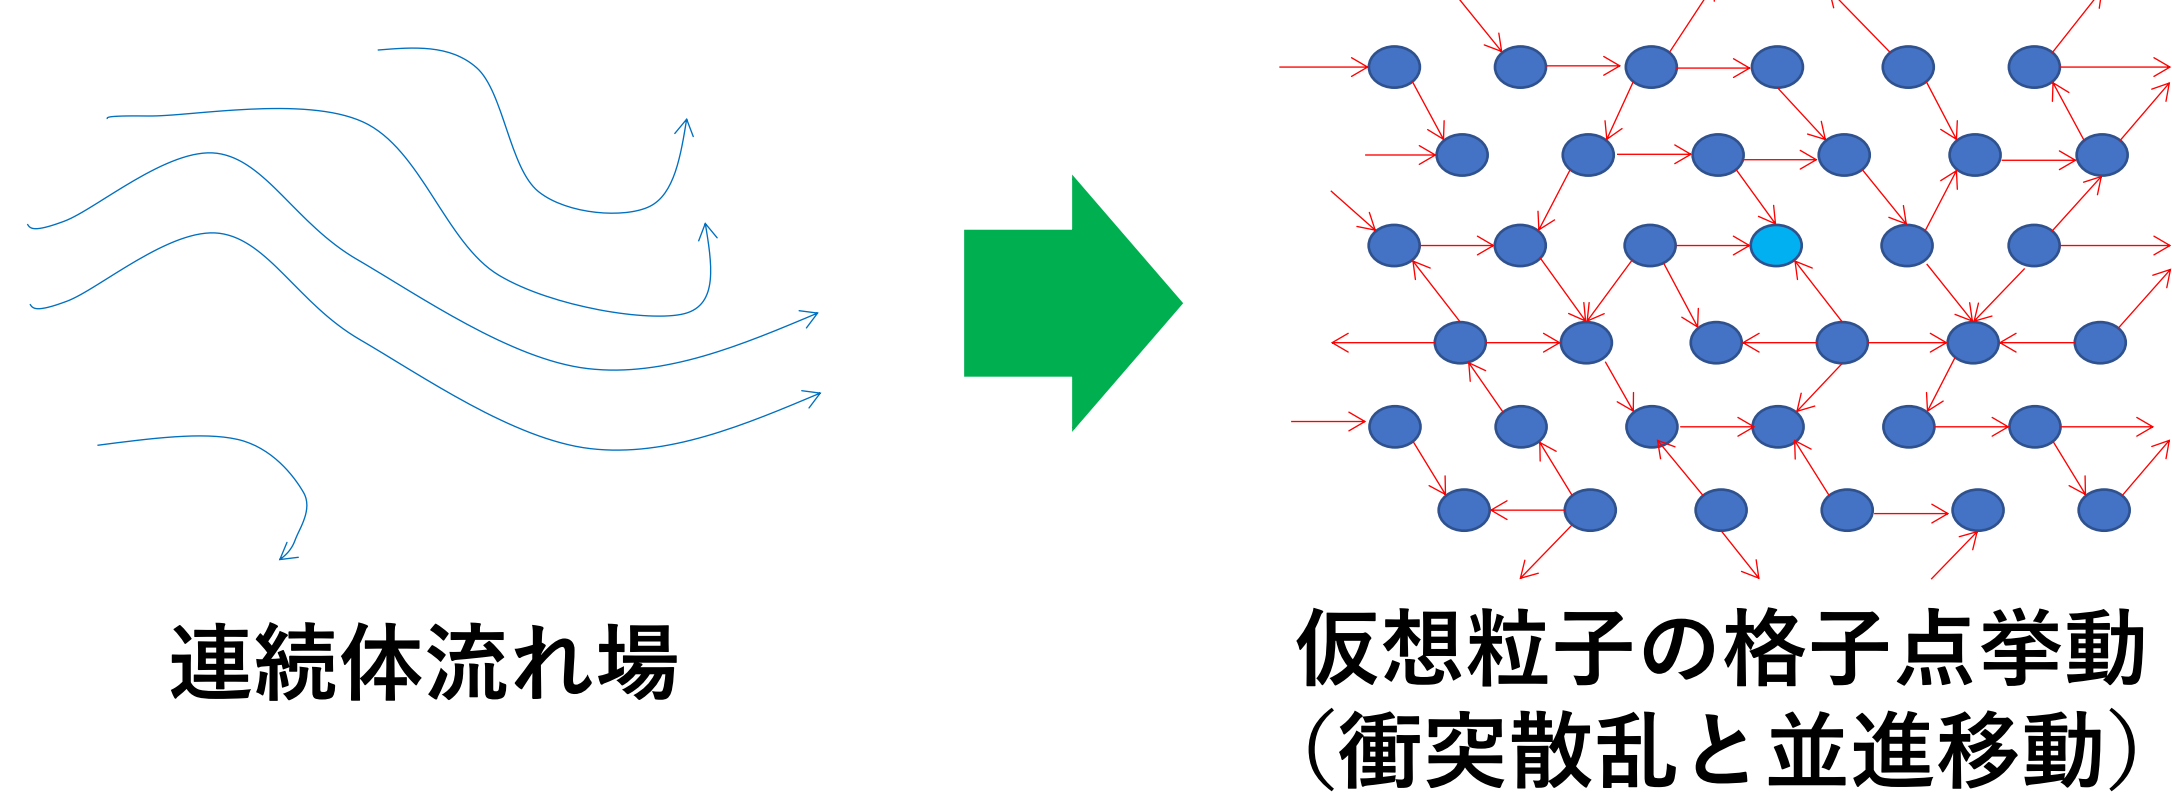 連続体流れ場
仮想粒子の格子点挙動
（衝突散乱と並進移動）